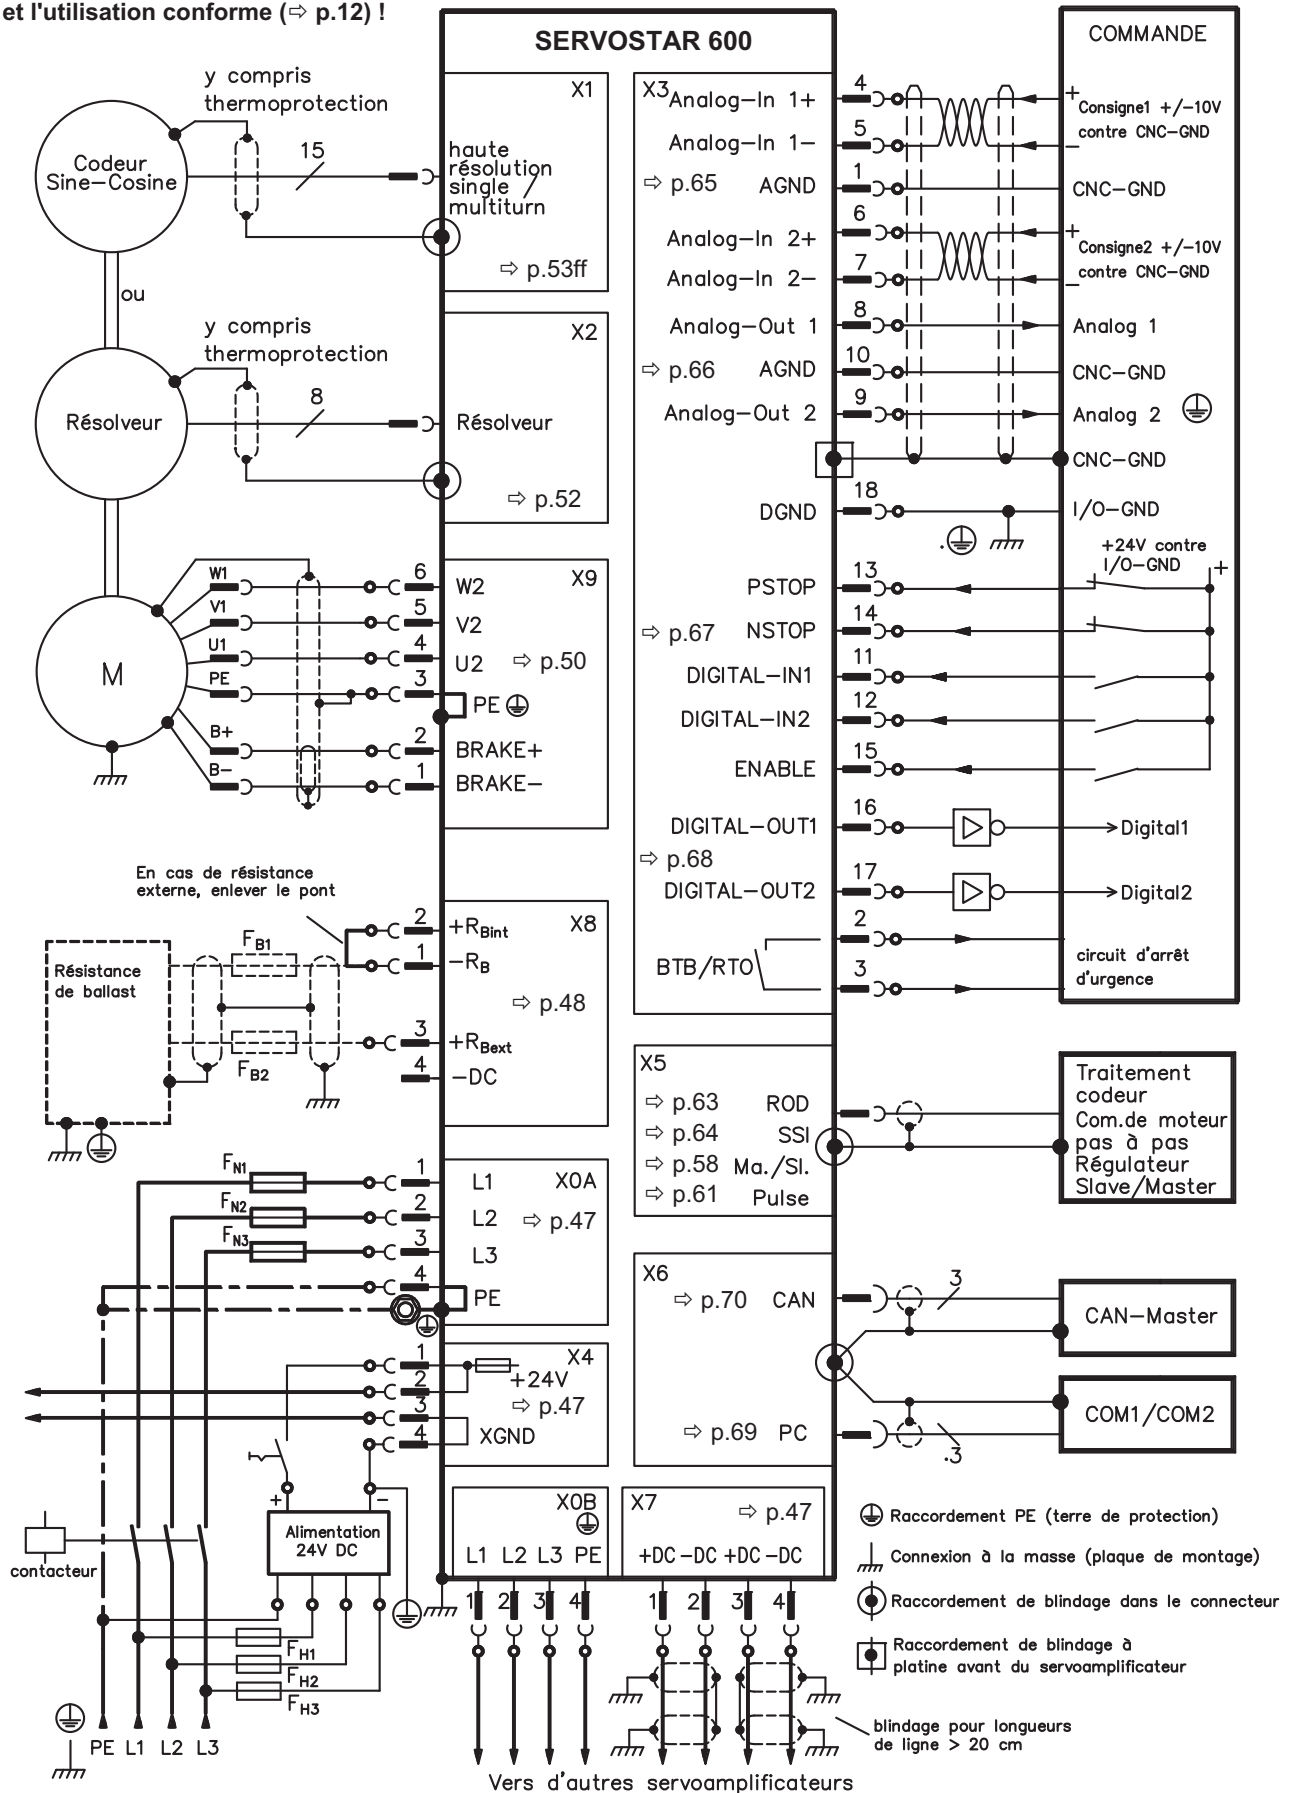 et l'utilisation conforme (⇨ p.12) !
SERVOSTAR 600
COMMANDE
y compris
thermoprotection
Codeur
Sine–Cosine
15
X1
haute
résolution
single /
multiturn
⇨ p.53ff
ou
y compris
thermoprotection
Résolveur
8
X2
Résolveur
⇨ p.52
M
W1
V1
U1
PE
B+
B–
X9
6 W2
5 V2
4 U2
⇨ p.50
3 PE
2 BRAKE+
1 BRAKE–
En cas de résistance
externe, enlever le pont
Résistance
de ballast
FB1
FB2
X8
2 +RBint
1 –RB
⇨ p.48
3 +RBext
4 –DC
FN1
FN2
FN3
X0A
1 L1
2 L2
⇨ p.47
3 L3
4 PE
X4
1
2 +24V
⇨ p.47
3
4 XGND
contacteur
+ –
Alimentation
24V DC
FH1
FH2
FH3
PE L1 L2 L3
X3
Analog–In 1+ 4
Analog–In 1– 5
⇨ p.65
AGND 1
Analog–In 2+ 6
Analog–In 2– 7
Analog–Out 1 8
⇨ p.66
AGND 10
Analog–Out 2 9
DGND 18
PSTOP 13
⇨ p.67
NSTOP 14
DIGITAL–IN1 11
DIGITAL–IN2 12
ENABLE 15
DIGITAL–OUT1 16
⇨ p.68
DIGITAL–OUT2 17
BTB/RTO 2
3
+
Consigne1 +/–10V
contre CNC–GND
–
CNC–GND
+
Consigne2 +/–10V
contre CNC–GND
–
Analog 1
CNC–GND
Analog 2
CNC–GND
I/O–GND
+24V contre
I/O–GND
+
Digital1
Digital2
circuit d'arrêt
d'urgence
X5
⇨ p.63 ROD
⇨ p.64 SSI
⇨ p.58 Ma./Sl.
⇨ p.61 Pulse
Traitement
codeur
Com.de moteur
pas à pas
Régulateur
Slave/Master
X6
⇨ p.70 CAN
3
CAN–Master
⇨ p.69 PC
.3
COM1/COM2
X0B
L1 L2 L3 PE
1 2 3 4
X7
⇨ p.47
+DC –DC +DC –DC
1 2 3 4
Raccordement PE (terre de protection)
Connexion à la masse (plaque de montage)
Raccordement de blindage dans le connecteur
Raccordement de blindage à
platine avant du servoamplificateur
blindage pour longueurs
de ligne > 20 cm
Vers d'autres servoamplificateurs